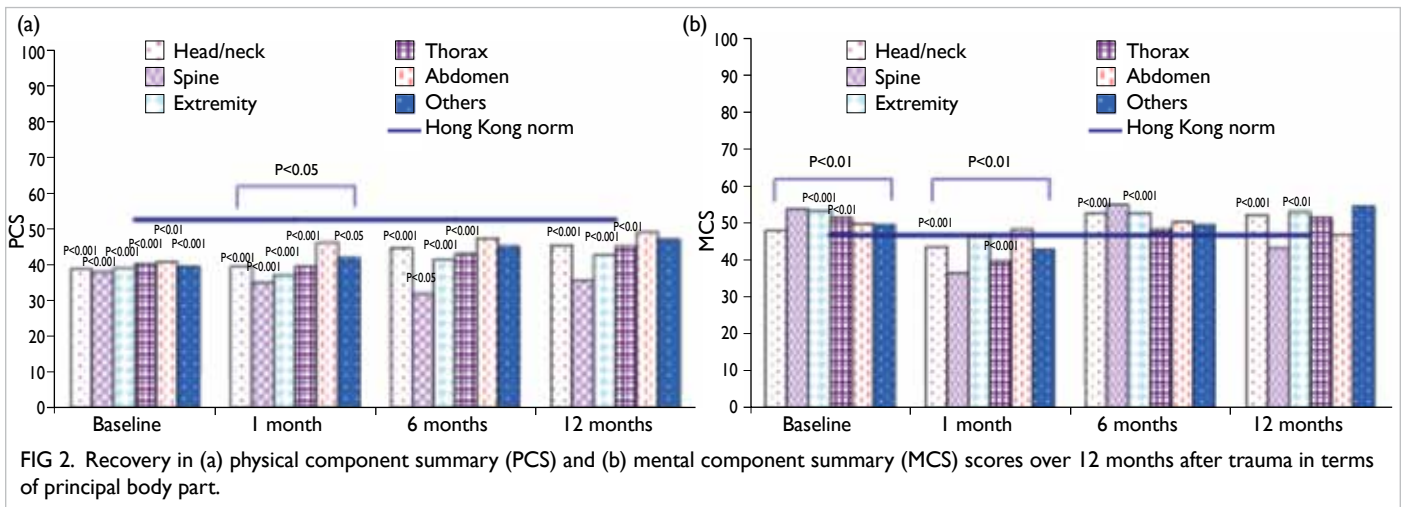 (a)
100
90
80
70
60
50
40
30
20
10
0
PCS
Head/neck
Spine
Extremity
Thorax
Abdomen
Others
Hong Kong norm
P<0.05
P<0.001
P<0.001
P<0.001
P<0.001
P<0.01
P<0.001
P<0.001
P<0.001
P<0.001
P<0.001
P<0.05
P<0.001
P<0.05
P<0.001
P<0.001
P<0.001
P<0.001
P<0.01
Baseline
1 month
6 months
12 months
(b)
100
90
80
70
60
50
40
30
20
10
0
MCS
Head/neck
Spine
Extremity
Thorax
Abdomen
Others
Hong Kong norm
P<0.01
P<0.01
P<0.001
P<0.01
P<0.001
P<0.001
P<0.001
P<0.001
P<0.001
P<0.01
Baseline
1 month
6 months
12 months
FIG 2. Recovery in (a) physical component summary (PCS) and (b) mental component summary (MCS) scores over 12 months after trauma in terms
of principal body part.